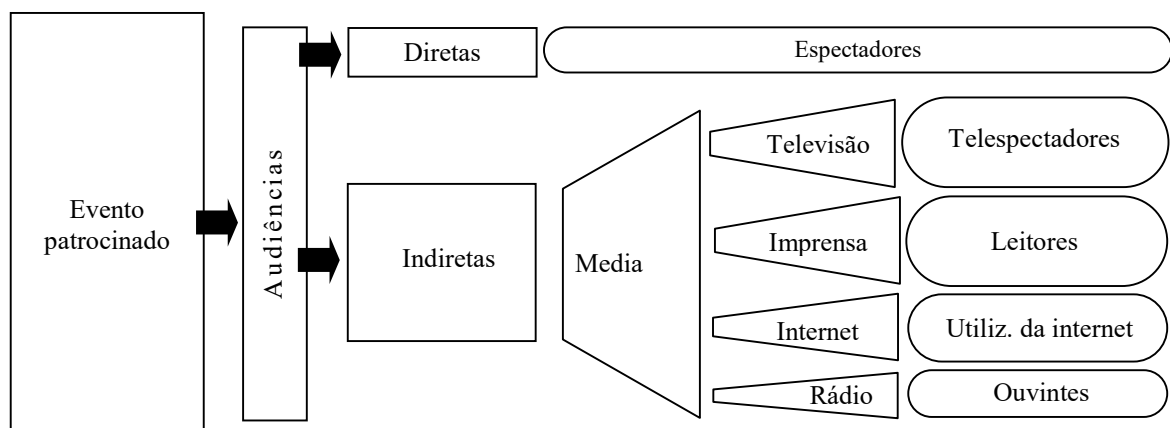 Evento
patrocinado
Audiências
Diretas
Espectadores
Indiretas
Media
Televisão
Telespectadores
Imprensa
Leitores
Internet
Utiliz. da internet
Rádio
Ouvintes